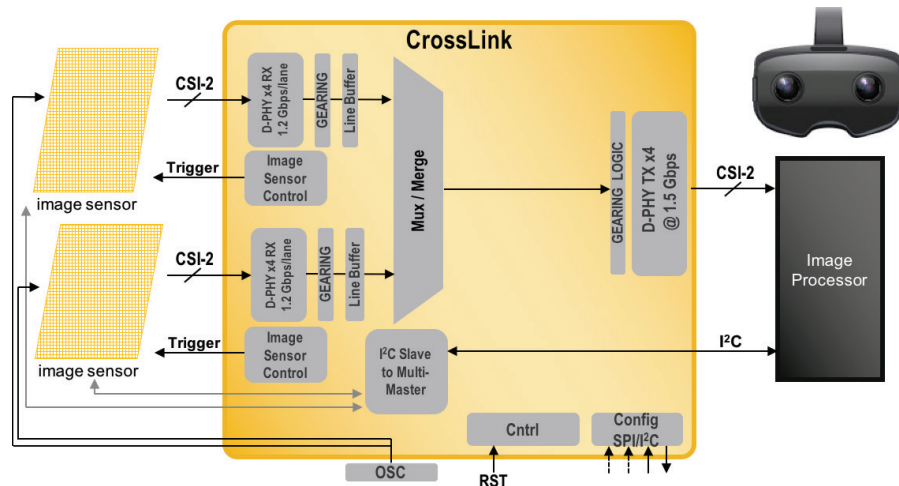 CrossLink
CSI-2
D-PHY x4 RX
1.2 Gbps/lane
GEARING
Line Buffer
Trigger
Image
Sensor
Control
image sensor
Mux / Merge
GEARING LOGIC
D-PHY TX x4
@ 1.5 Gbps
CSI-2
Image
Processor
CSI-2
D-PHY x4 RX
1.2 Gbps/lane
GEARING
Line Buffer
Trigger
Image
Sensor
Control
image sensor
I²C Slave
to Multi-
Master
I²C
Cntrl
Config
SPI/I²C
OSC
RST